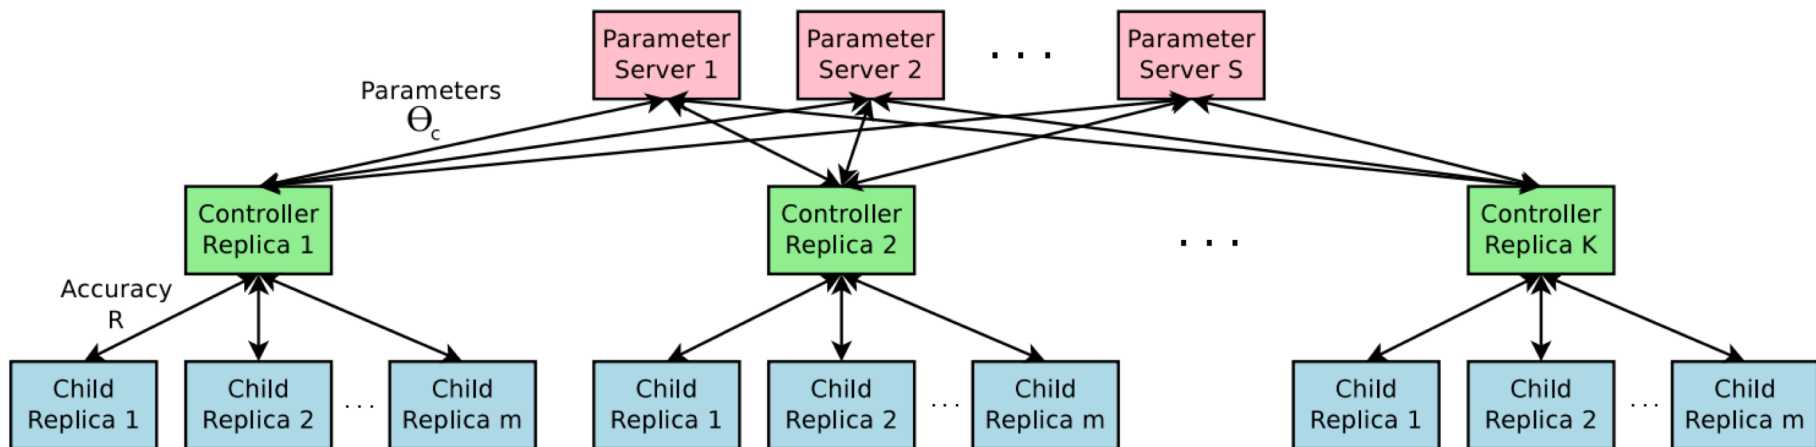 Parameter
Server 1
Parameter
Server 2
. . .
Parameter
Server S
Parameters
Θc
Controller
Replica 1
Controller
Replica 2
. . .
Controller
Replica K
Accuracy
R
Child
Replica 1
Child
Replica 2
. . .
Child
Replica m
Child
Replica 1
Child
Replica 2
. . .
Child
Replica m
Child
Replica 1
Child
Replica 2
. . .
Child
Replica m